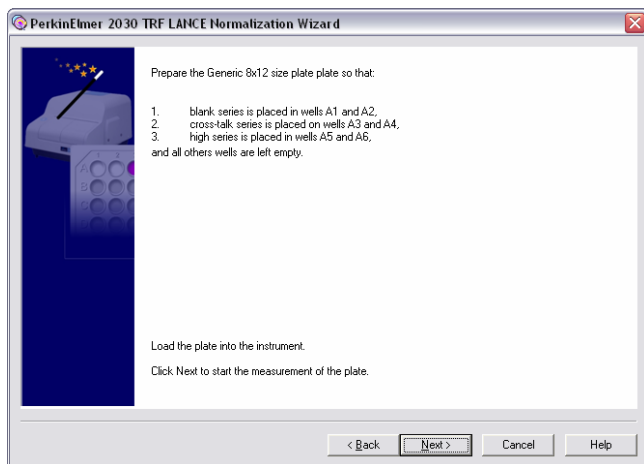 PerkinElmer 2030 TRF LANCE Normalization Wizard
Prepare the Generic 8x12 size plate plate so that:
1. blank series is placed in wells A1 and A2,
2. cross-talk series is placed on wells A3 and A4,
3. high series is placed in wells A5 and A6,
and all others wells are left empty.
Load the plate into the instrument.
Click Next to start the measurement of the plate.
< Back Next > Cancel Help